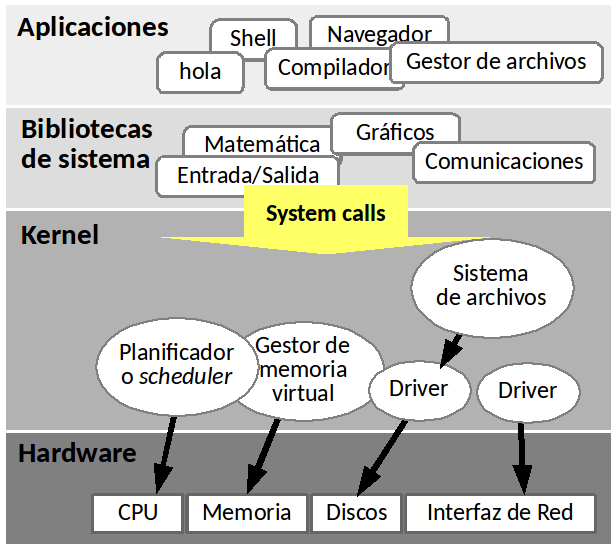 Aplicaciones
Shell
Navegador
hola
Compilador
Gestor de archivos
Bibliotecas
de sistema
Matemática
Gráficos
Entrada/Salida
Comunicaciones
System calls
Kernel
Sistema
de archivos
Planificador
o scheduler
Gestor de
memoria
virtual
Driver
Driver
Hardware
CPU
Memoria
Discos
Interfaz de Red